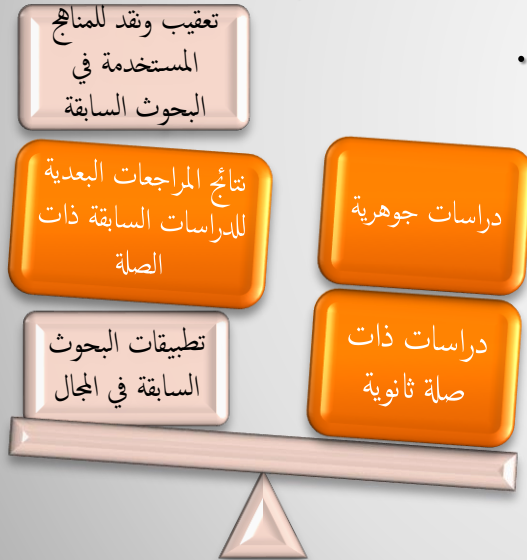 تعقيب ونقد للمناهج
المستخدمة في
البحوث السابقة
دراسات جوهرية
نتائج المراجعات البعدية
للدراسات السابقة ذات
الصلة
دراسات ذات
صلة ثانوية
تطبيقات البحوث
السابقة في المجال